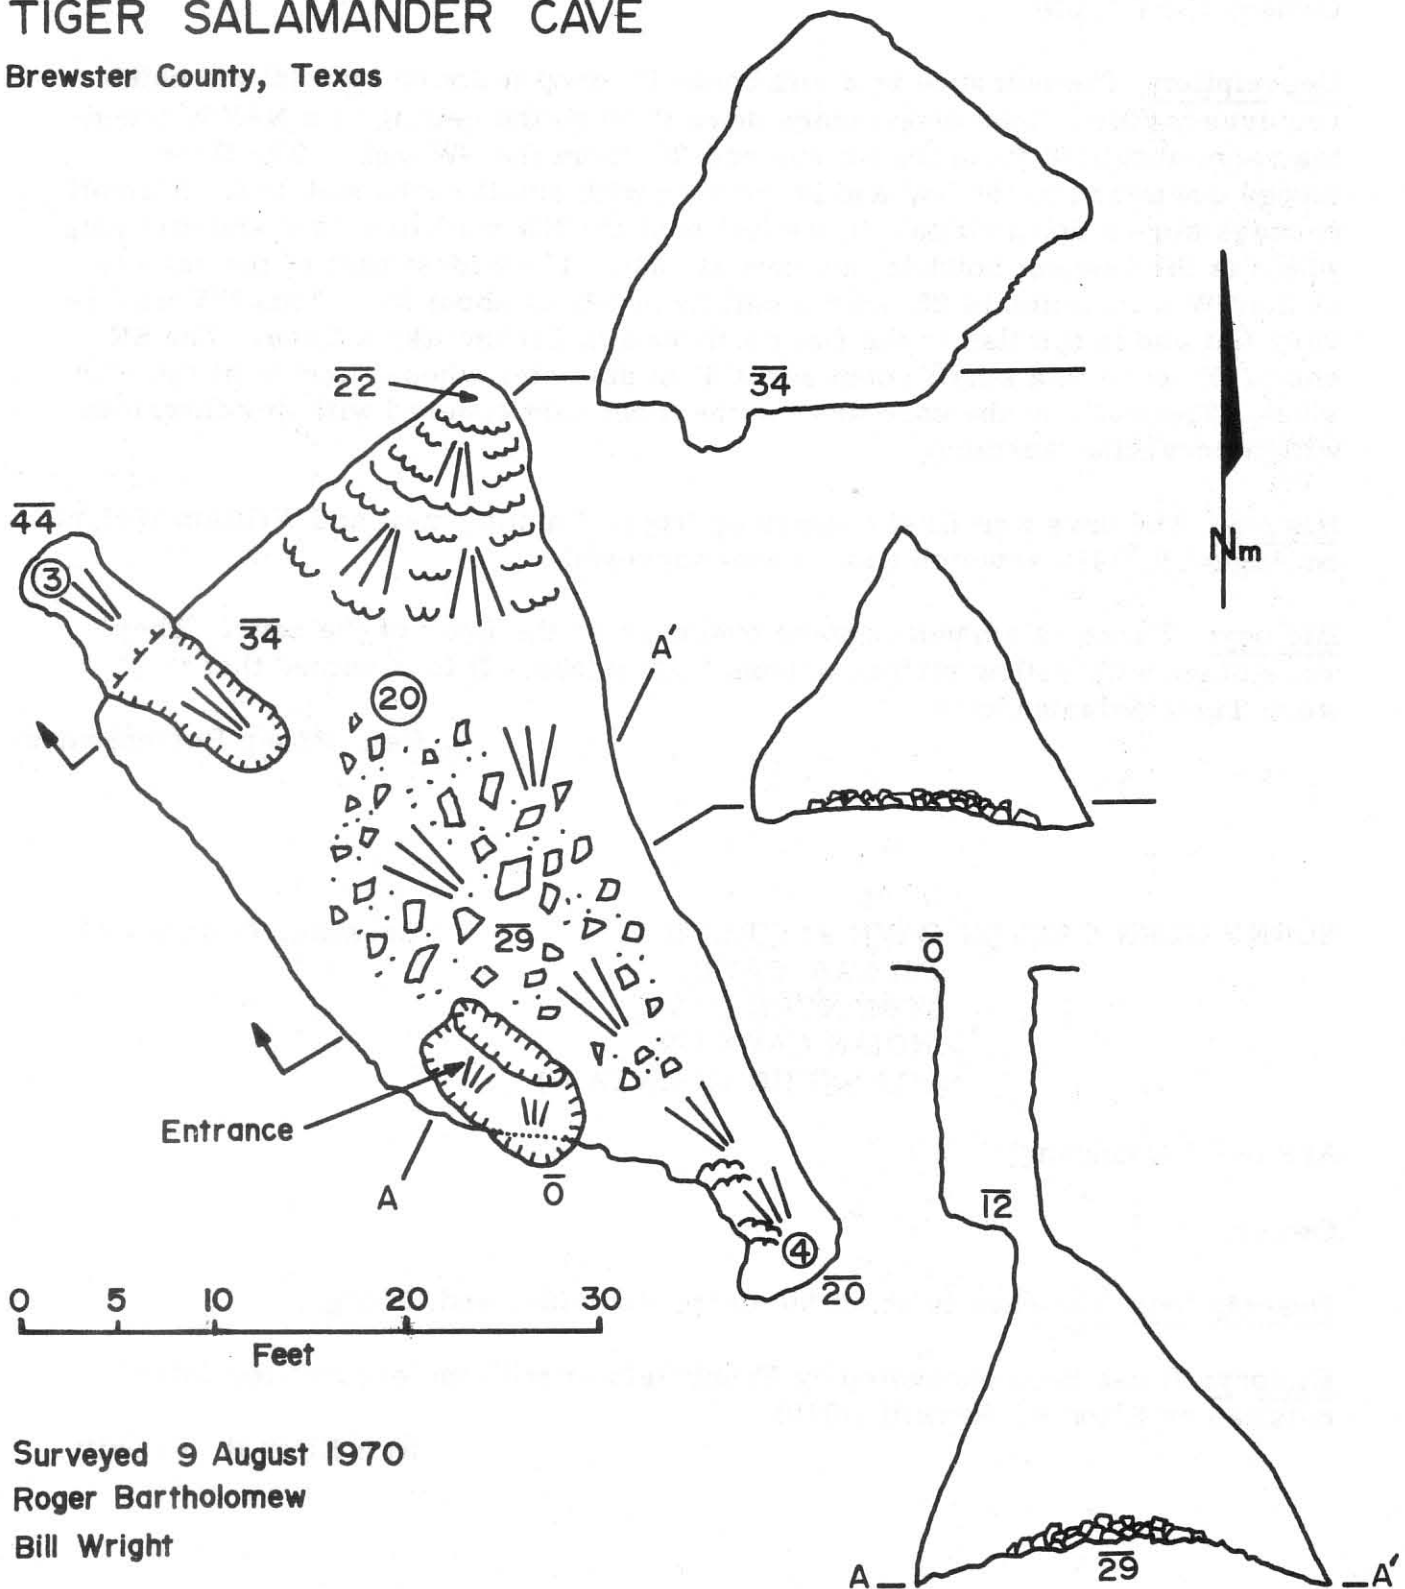 TIGER SALAMANDER CAVE
Brewster County, Texas
22
34
44
3
34
Nm
A'
20
29
0
Entrance
12
A
0
4
20
0 5 10 20 30
Feet
Surveyed 9 August 1970
Roger Bartholomew
Bill Wright
29
A
A'